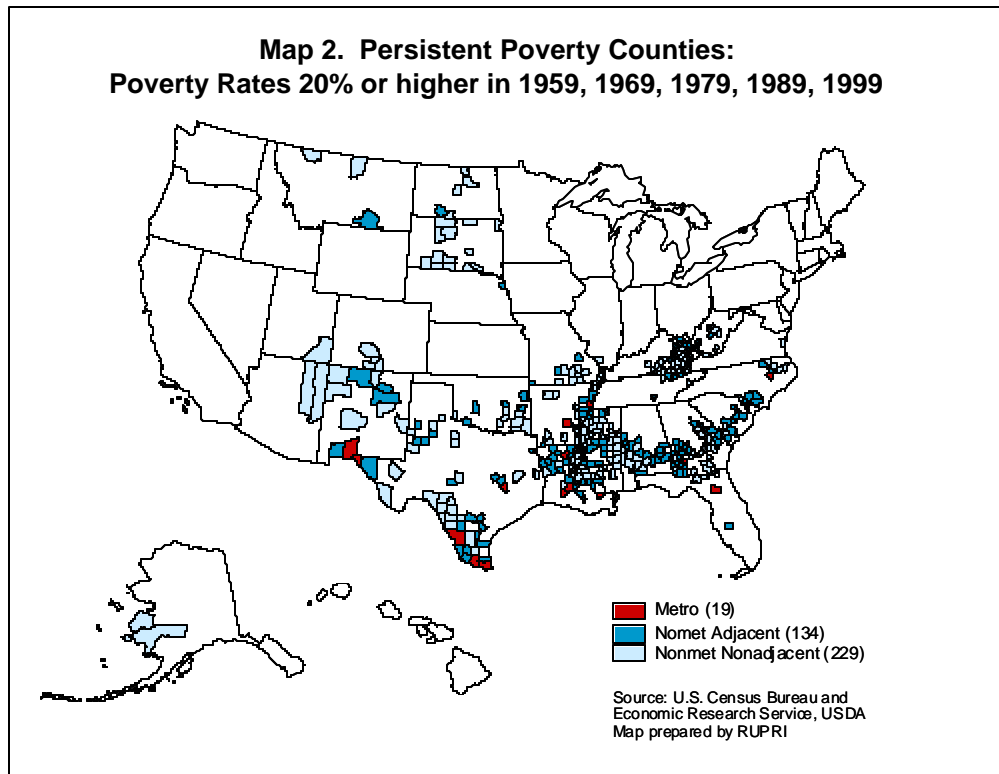 Map 2. Persistent Poverty Counties:
Poverty Rates 20% or higher in 1959, 1969, 1979, 1989, 1999
Metro (19)
Nomet Adjacent (134)
Nonmet Nonadjacent (229)
Source: U.S. Census Bureau and
Economic Research Service, USDA
Map prepared by RUPRI